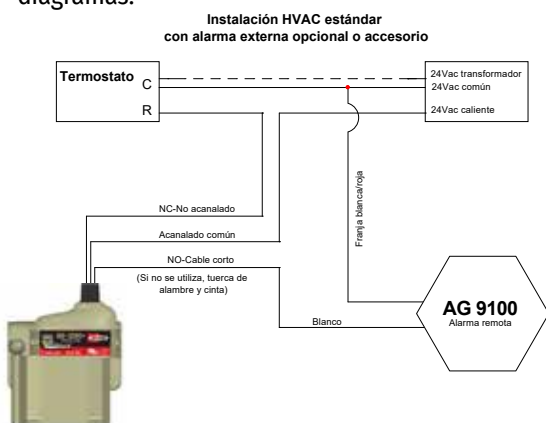 diagramas.
Instalación HVAC estándar
con alarma externa opcional o accesorio
Termostato
C
R
24Vac transformador
24Vac común
24Vac caliente
NC-No acanalado
Acanalado común
NO-Cable corto
(Si no se utiliza, tuerca de
alambre y cinta)
Franja blanca/roja
Blanco
AG 9100
Alarma remota